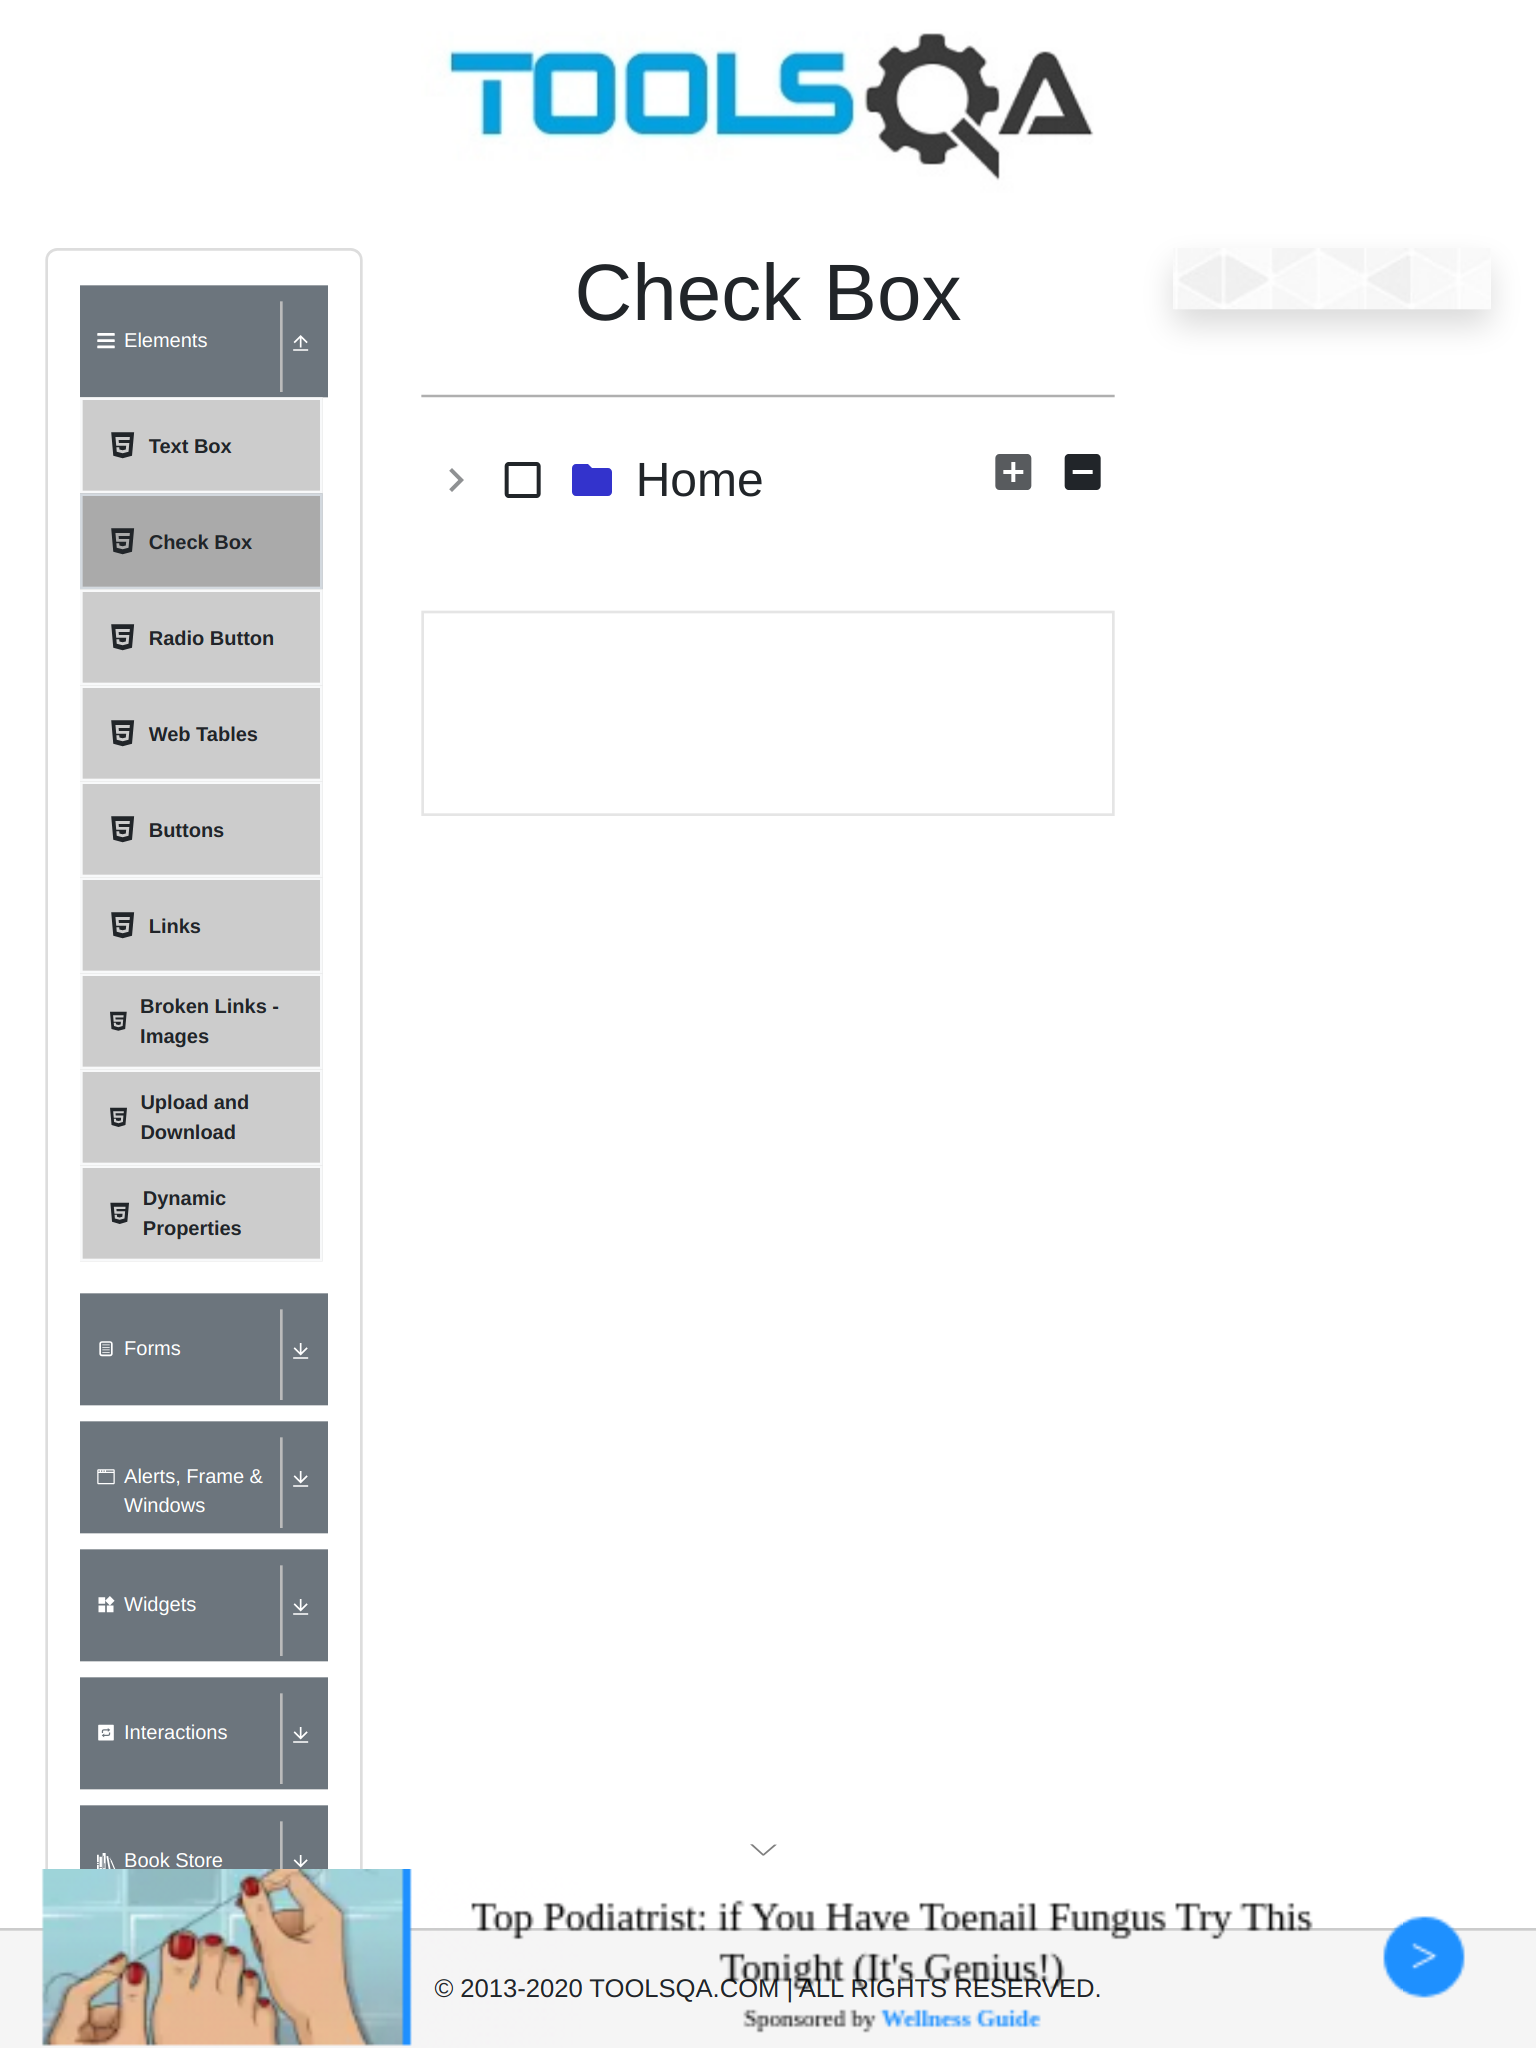 TOOLSQA
Check Box
Elements
Text Box
Check Box
Radio Button
Web Tables
Buttons
Links
Broken Links -
Images
Upload and
Download
Dynamic
Properties
Forms
Alerts, Frame &
Windows
Widgets
Interactions
Book Store
Home
Top Podiatrist: if You Have Toenail Fungus Try This
Tonight (It's Genius!)
© 2013-2020 TOOLSQA.COM | ALL RIGHTS RESERVED.
Sponsored by Wellness Guide